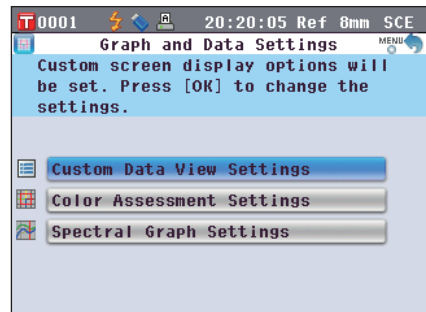 T0001 A 20:20:05 Ref 8mm SCE
Graph and Data Settings MENU
Custom screen display options will
be set. Press [OK] to change the
settings.
Custom Data View Settings
Color Assessment Settings
Spectral Graph Settings